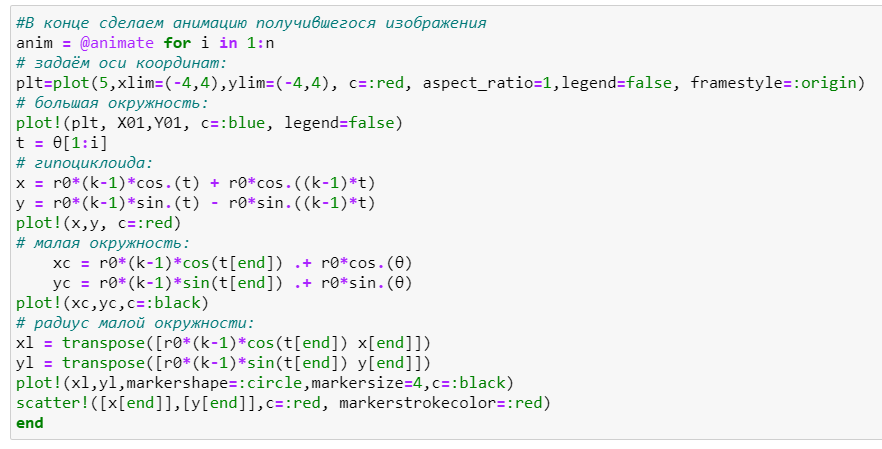 #В конце сделаем анимацию получившегося изображения
anim = @animate for i in 1:n
# задаём оси координат:
plt=plot(5,xlim=(-4,4),ylim=(-4,4), c=:red, aspect_ratio=1,legend=false, framestyle=:origin)
# большая окружность:
plot!(plt, X01,Y01, c=:blue, legend=false)
t = θ[1:i]
# гипоциклоида:
x = r0*(k-1)*cos.(t) + r0*cos.((k-1)*t)
y = r0*(k-1)*sin.(t) - r0*sin.((k-1)*t)
plot!(x,y, c=:red)
# малая окружность:
    xc = r0*(k-1)*cos(t[end]) .+ r0*cos.(θ)
    yc = r0*(k-1)*sin(t[end]) .+ r0*sin.(θ)
plot!(xc,yc,c=:black)
# радиус малой окружности:
xl = transpose([r0*(k-1)*cos(t[end]) x[end]])
yl = transpose([r0*(k-1)*sin(t[end]) y[end]])
plot!(xl,yl,markershape=:circle,markersize=4,c=:black)
scatter!([x[end]],[y[end]],c=:red, markerstrokecolor=:red)
end